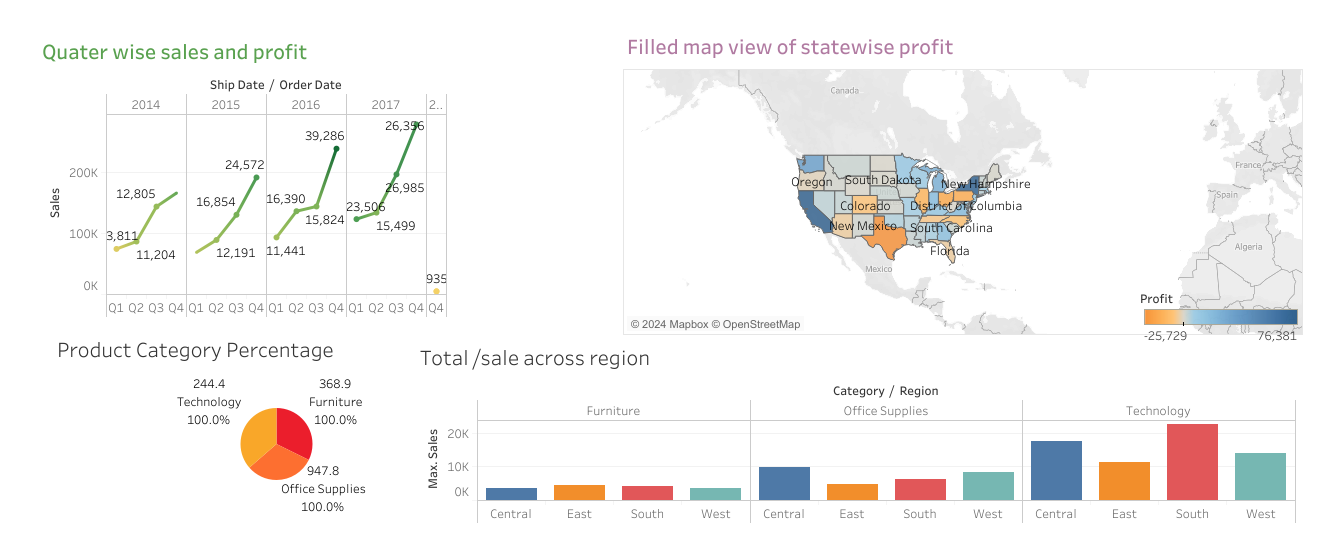 Quater wise sales and profit
Ship Date / Order Date
2014 2015 2016 2017 2..
Sales
200K
100K
0K
3,811
11,204
12,805
12,191
16,854
24,572
11,441
16,390
15,824
39,286
23,506
15,499
26,985
26,356
935
Q1 Q2 Q3 Q4 Q1 Q2 Q3 Q4 Q1 Q2 Q3 Q4 Q1 Q2 Q3 Q4 Q4
Filled map view of statewise profit
Canada
France
Spain
Algeria
Mexico
Oregon
South Dakota
New Hampshire
Colorado
District of Columbia
New Mexico
South Carolina
Florida
© 2024 Mapbox © OpenStreetMap
Profit
-25,729 76,381
Product Category Percentage
244.4
Technology
100.0%
368.9
Furniture
100.0%
947.8
Office Supplies
100.0%
Total /sale across region
Category / Region
Furniture Office Supplies Technology
Max. Sales
20K
10K
0K
Central East South West Central East South West Central East South West